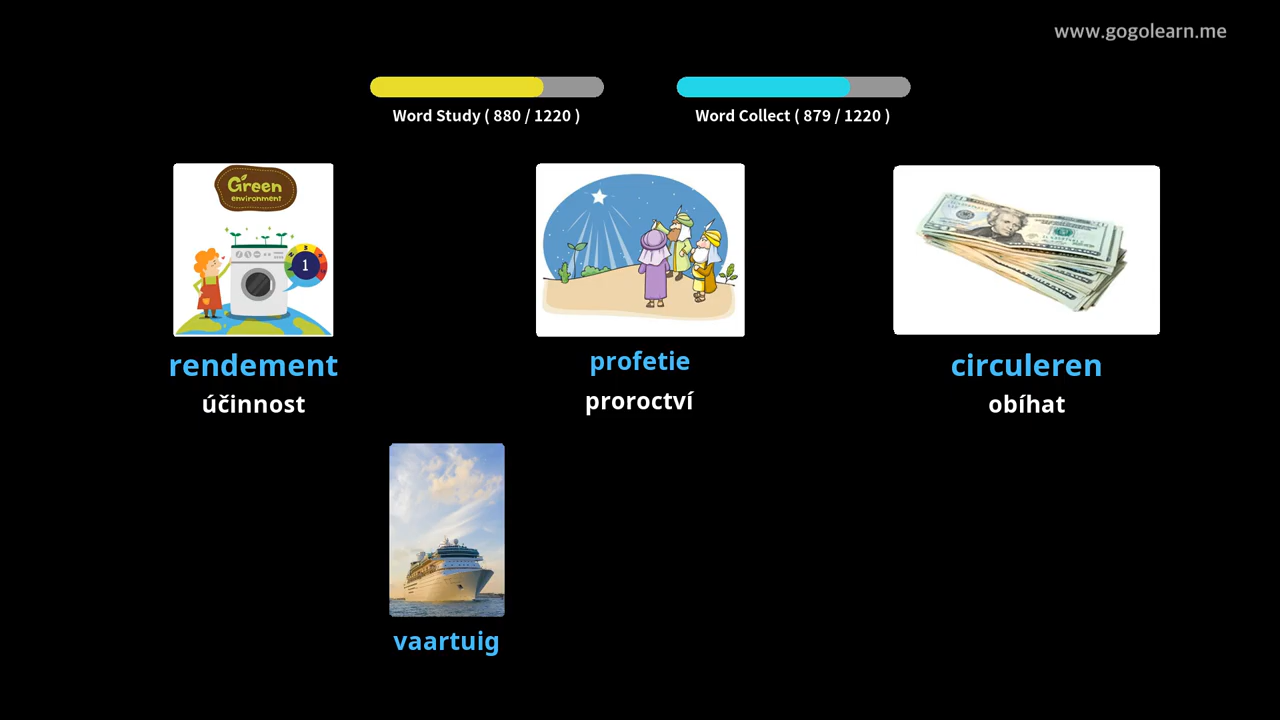 www.gogolearn.me
Word Study ( 880 / 1220 )
Word Collect ( 879 / 1220 )
Green
environment
3
1
rendement
účinnost
profetie
proroctví
circuleren
obíhat
vaartuig